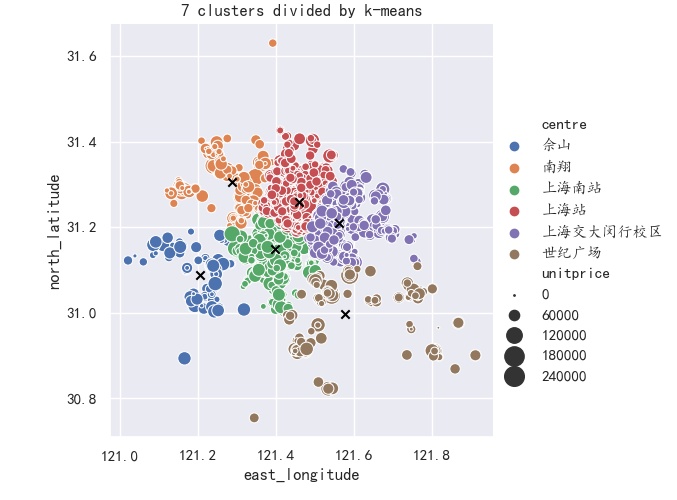 7 clusters divided by k-means
31.6
31.4
31.2
31.0
30.8
north_latitude
121.0 121.2 121.4 121.6 121.8
east_longitude
centre
佘山
南翔
上海南站
上海站
上海交大闵行校区
世纪广场
unitprice
0
60000
120000
180000
240000